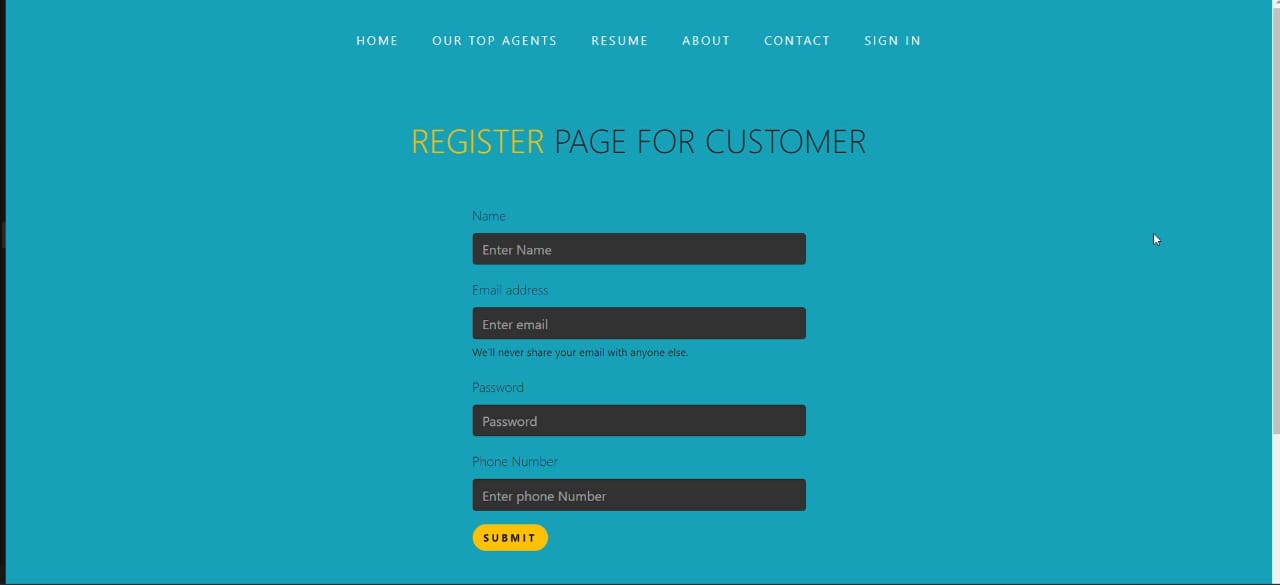 HOME OUR TOP AGENTS RESUME ABOUT CONTACT SIGN IN
REGISTER PAGE FOR CUSTOMER
Name
Enter Name
Email address
Enter email
We'll never share your email with anyone else.
Password
Password
Phone Number
Enter phone Number
SUBMIT